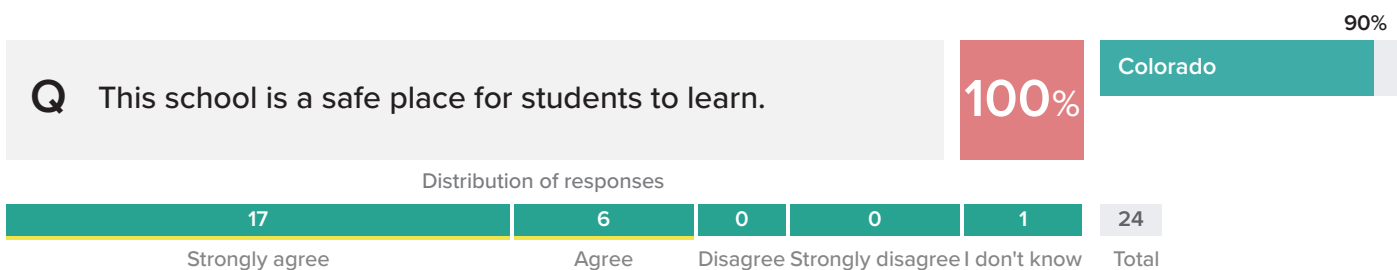 90%
Q This school is a safe place for students to learn. 100% Colorado
Distribution of responses
17 6 0 0 1 24
Strongly agree Agree Disagree Strongly disagree I don't know Total